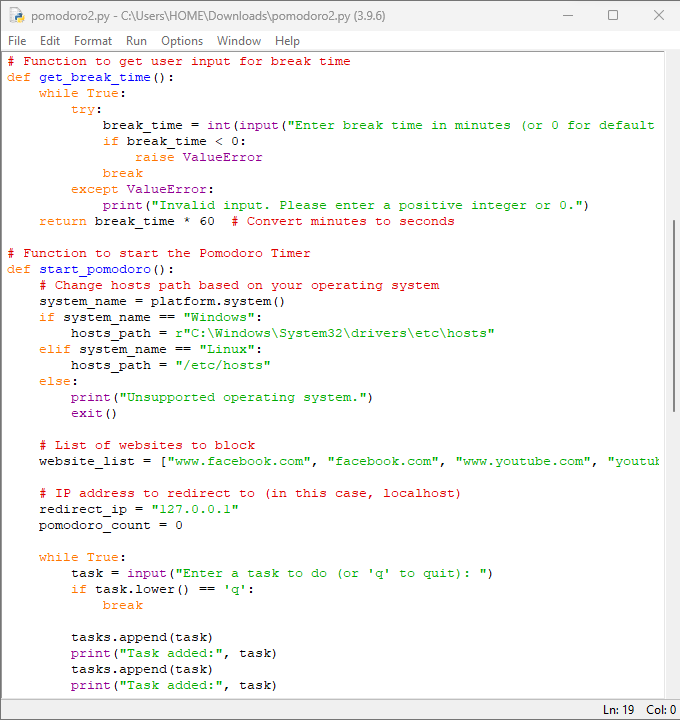 pomodoro2.py - C:\Users\HOME\Downloads\pomodoro2.py (3.9.6)
File Edit Format Run Options Window Help
# Function to get user input for break time
def get_break_time():
    while True:
        try:
            break_time = int(input("Enter break time in minutes (or 0 for default
            if break_time < 0:
                raise ValueError
            break
        except ValueError:
            print("Invalid input. Please enter a positive integer or 0.")
    return break_time * 60  # Convert minutes to seconds

# Function to start the Pomodoro Timer
def start_pomodoro():
    # Change hosts path based on your operating system
    system_name = platform.system()
    if system_name == "Windows":
        hosts_path = r"C:\Windows\System32\drivers\etc\hosts"
    elif system_name == "Linux":
        hosts_path = "/etc/hosts"
    else:
        print("Unsupported operating system.")
        exit()

    # List of websites to block
    website_list = ["www.facebook.com", "facebook.com", "www.youtube.com", "youtub

    # IP address to redirect to (in this case, localhost)
    redirect_ip = "127.0.0.1"
    pomodoro_count = 0

    while True:
        task = input("Enter a task to do (or 'q' to quit): ")
        if task.lower() == 'q':
            break

        tasks.append(task)
        print("Task added:", task)
        tasks.append(task)
        print("Task added:", task)
Ln: 19 Col: 0